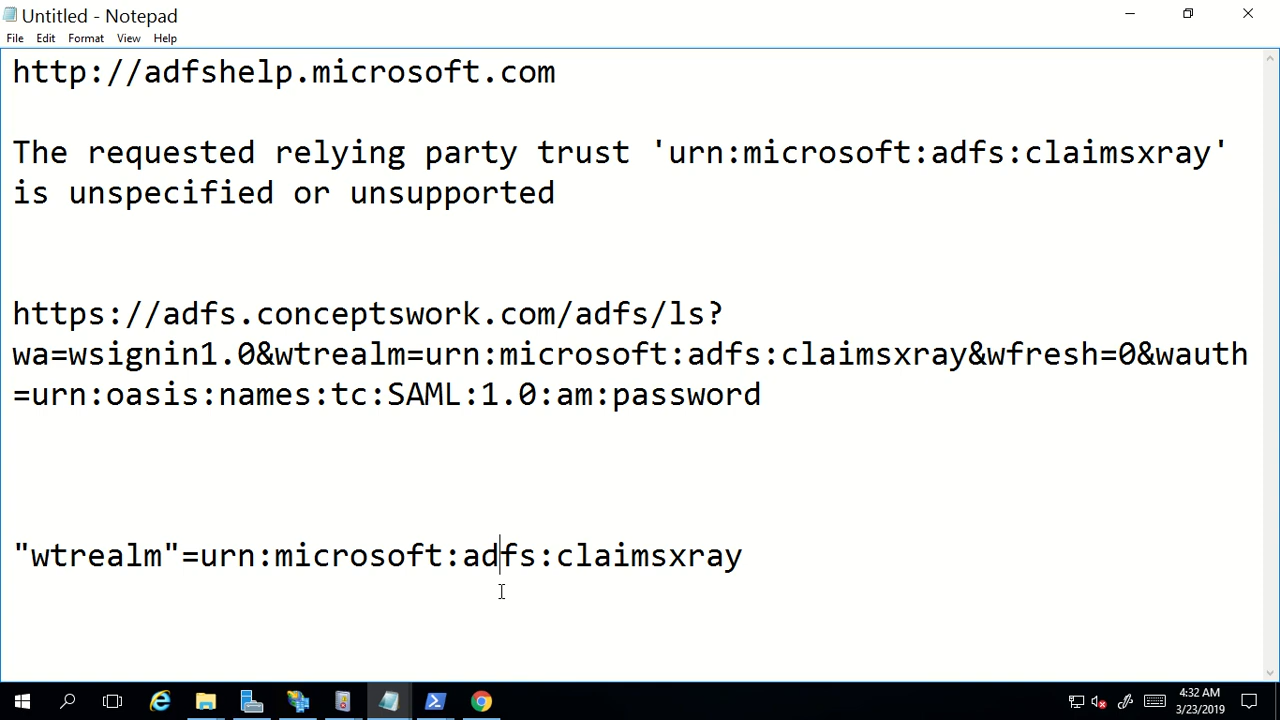 Untitled - Notepad
File Edit Format View Help
http://adfshelp.microsoft.com
The requested relying party trust 'urn:microsoft:adfs:claimsxray'
is unspecified or unsupported
https://adfs.conceptswork.com/adfs/ls?
wa=wsignin1.0&wtrealm=urn:microsoft:adfs:claimsxray&wfresh=0&wauth
=urn:oasis:names:tc:SAML:1.0:am:password
"wtrealm"=urn:microsoft:adfs:claimsxray
4:32 AM
3/23/2019